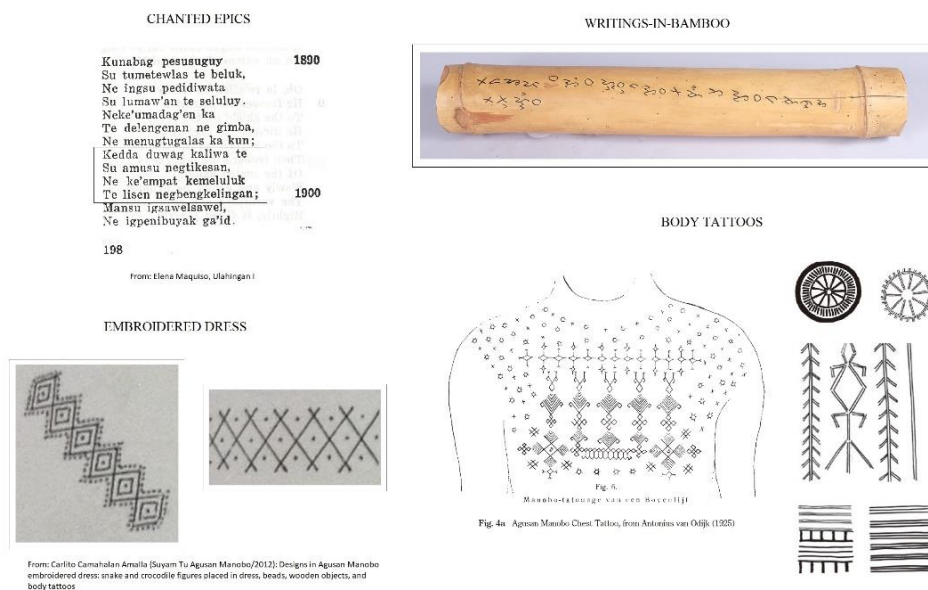 CHANTED EPICS
Kunabag pesusuguy 1890
Su tumetewlas te beluk,
Ne ingsu pedidiwata
Su lumaw'an te seluluy.
Neke'umadag'en ka
Te delengenan ne gimba,
Ne menugtugalas ka kun;
Kedda duwag kaliwa te
Su amusu negtikesan,
Ne ke'empat kemeluluk
Te lisen negbengkelingan; 1900
Mansu igsawelsawel,
Ne igpenibuyak ga'id.
198
From: Elena Maquiso, Ulahingan I
EMBROIDERED DRESS
From: Carlito Camahalan Amalla (Suyam Tu Agusan Manobo/2012): Designs in Agusan Manobo
embroidered dress: snake and crocodile figures placed in dress, beads, wooden objects, and
body tattoos
WRITINGS-IN-BAMBOO
BODY TATTOOS
Fig. 6.
Manobo-tatouage van een
Fig. 4a Agusan Manobo Chest Tattoo, from Antonius van Odijk (1925)